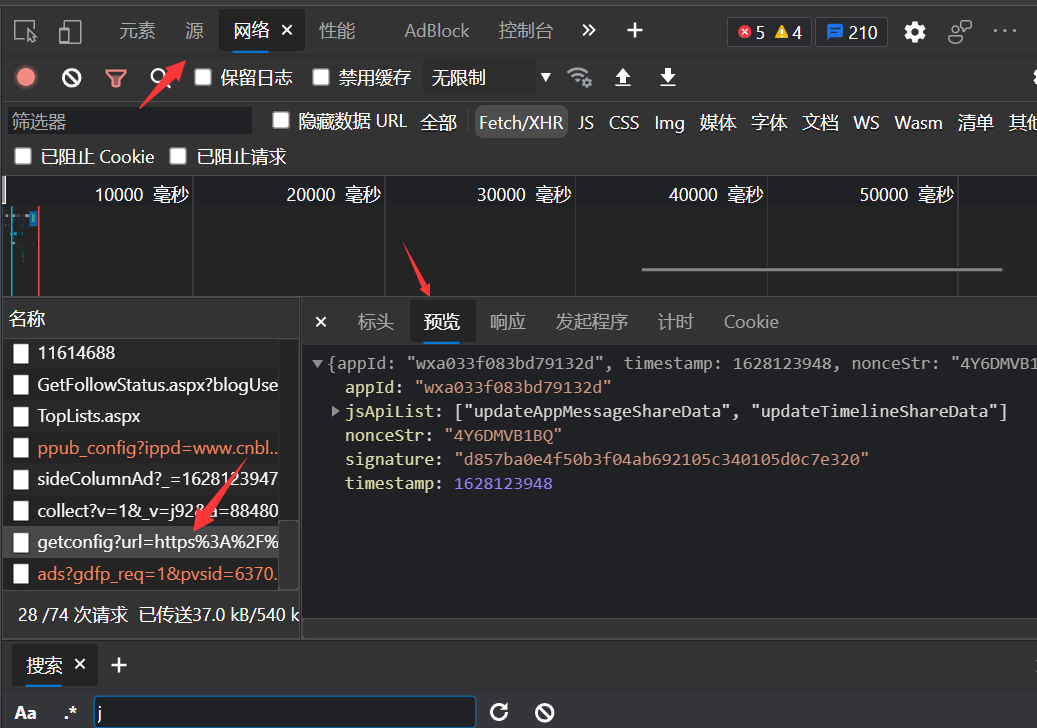 元素 源 网络 × 性能 AdBlock 控制台 » + 5 4 210
保留日志 禁用缓存 无限制
筛选器 隐藏数据 URL 全部 Fetch/XHR JS CSS Img 媒体 字体 文档 WS Wasm 清单 其他
已阻止 Cookie 已阻止请求
10000 毫秒 20000 毫秒 30000 毫秒 40000 毫秒 50000 毫秒
名称
11614688
GetFollowStatus.aspx?blogUse
TopLists.aspx
ppub_config?ippd=www.cnbl...
sideColumnAd?_=1628123947
collect?v=1&_v=j92&a=88480
getconfig?url=https%3A%2F%
ads?gdfp_req=1&pvsid=6370.
28 /74 次请求 已传送37.0 kB/540 k
× 标头 预览 响应 发起程序 计时 Cookie
{appId: "wxa033f083bd79132d", timestamp: 1628123948, nonceStr: "4Y6DMVB1
appId: "wxa033f083bd79132d"
jsApiList: ["updateAppMessageShareData", "updateTimelineShareData"]
nonceStr: "4Y6DMVB1BQ"
signature: "d857ba0e4f50b3f04ab692105c340105d0c7e320"
timestamp: 1628123948
搜索 × +
Aa .* j